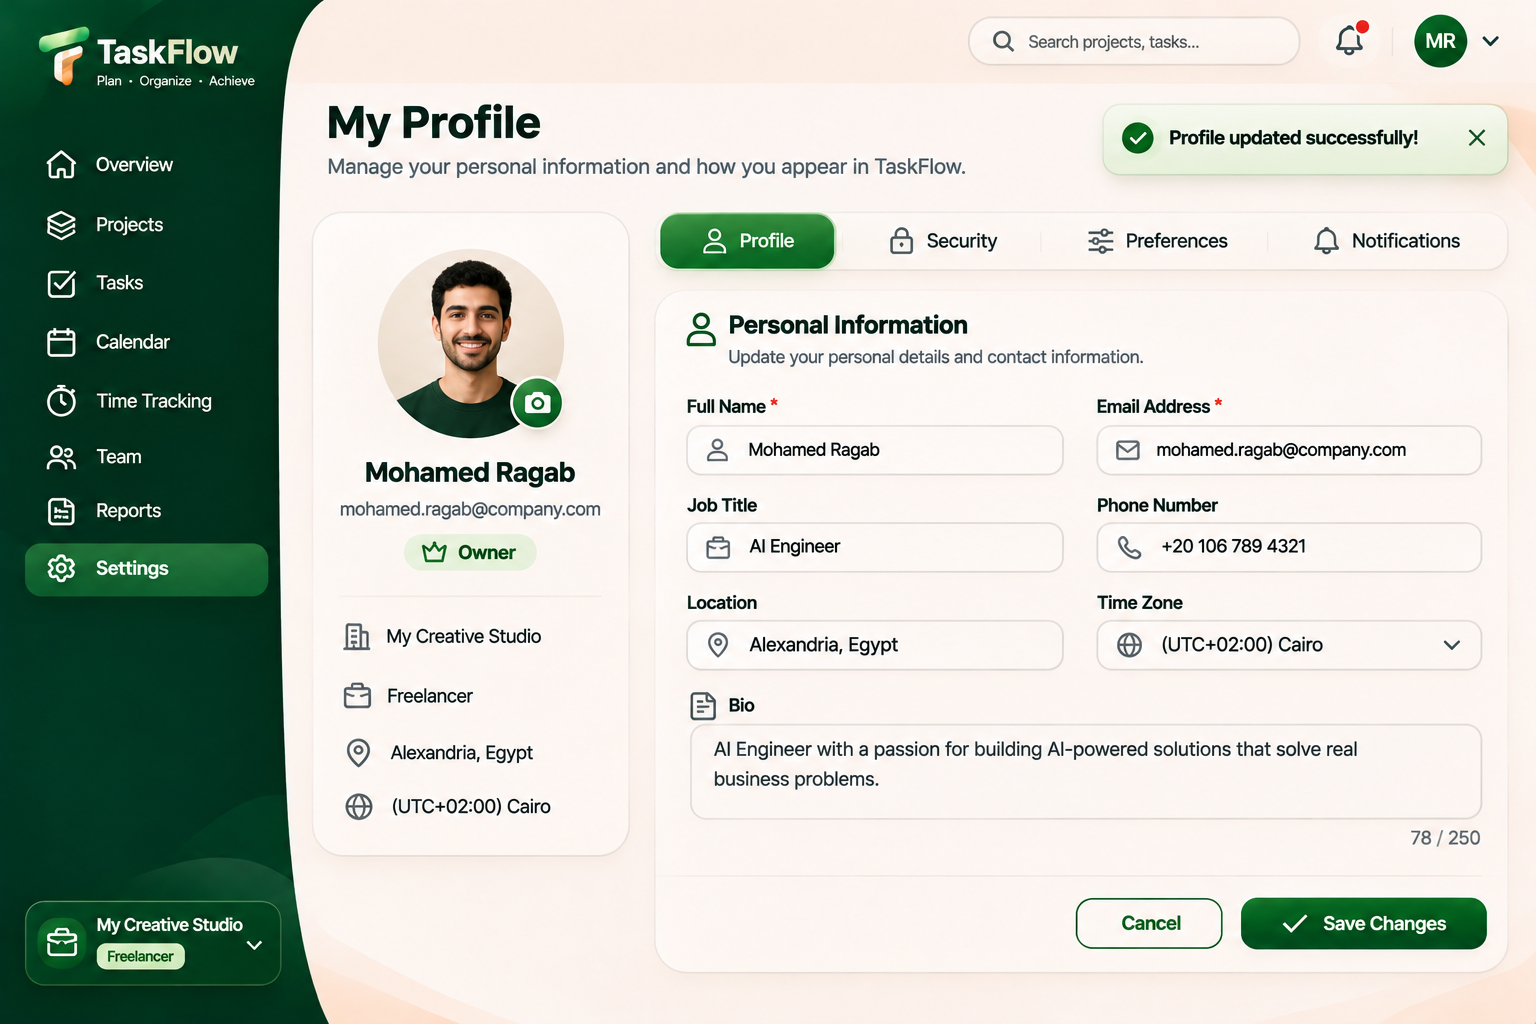 TaskFlow
Plan • Organize • Achieve
Overview
Projects
Tasks
Calendar
Time Tracking
Team
Reports
Settings
My Creative Studio
Freelancer
Search projects, tasks...
MR
My Profile
Manage your personal information and how you appear in TaskFlow.
Profile updated successfully!
Mohamed Ragab
mohamed.ragab@company.com
Owner
My Creative Studio
Freelancer
Alexandria, Egypt
(UTC+02:00) Cairo
Profile
Security
Preferences
Notifications
Personal Information
Update your personal details and contact information.
Full Name *
Mohamed Ragab
Email Address *
mohamed.ragab@company.com
Job Title
AI Engineer
Phone Number
+20 106 789 4321
Location
Alexandria, Egypt
Time Zone
(UTC+02:00) Cairo
Bio
AI Engineer with a passion for building AI-powered solutions that solve real
business problems.
78 / 250
Cancel
Save Changes